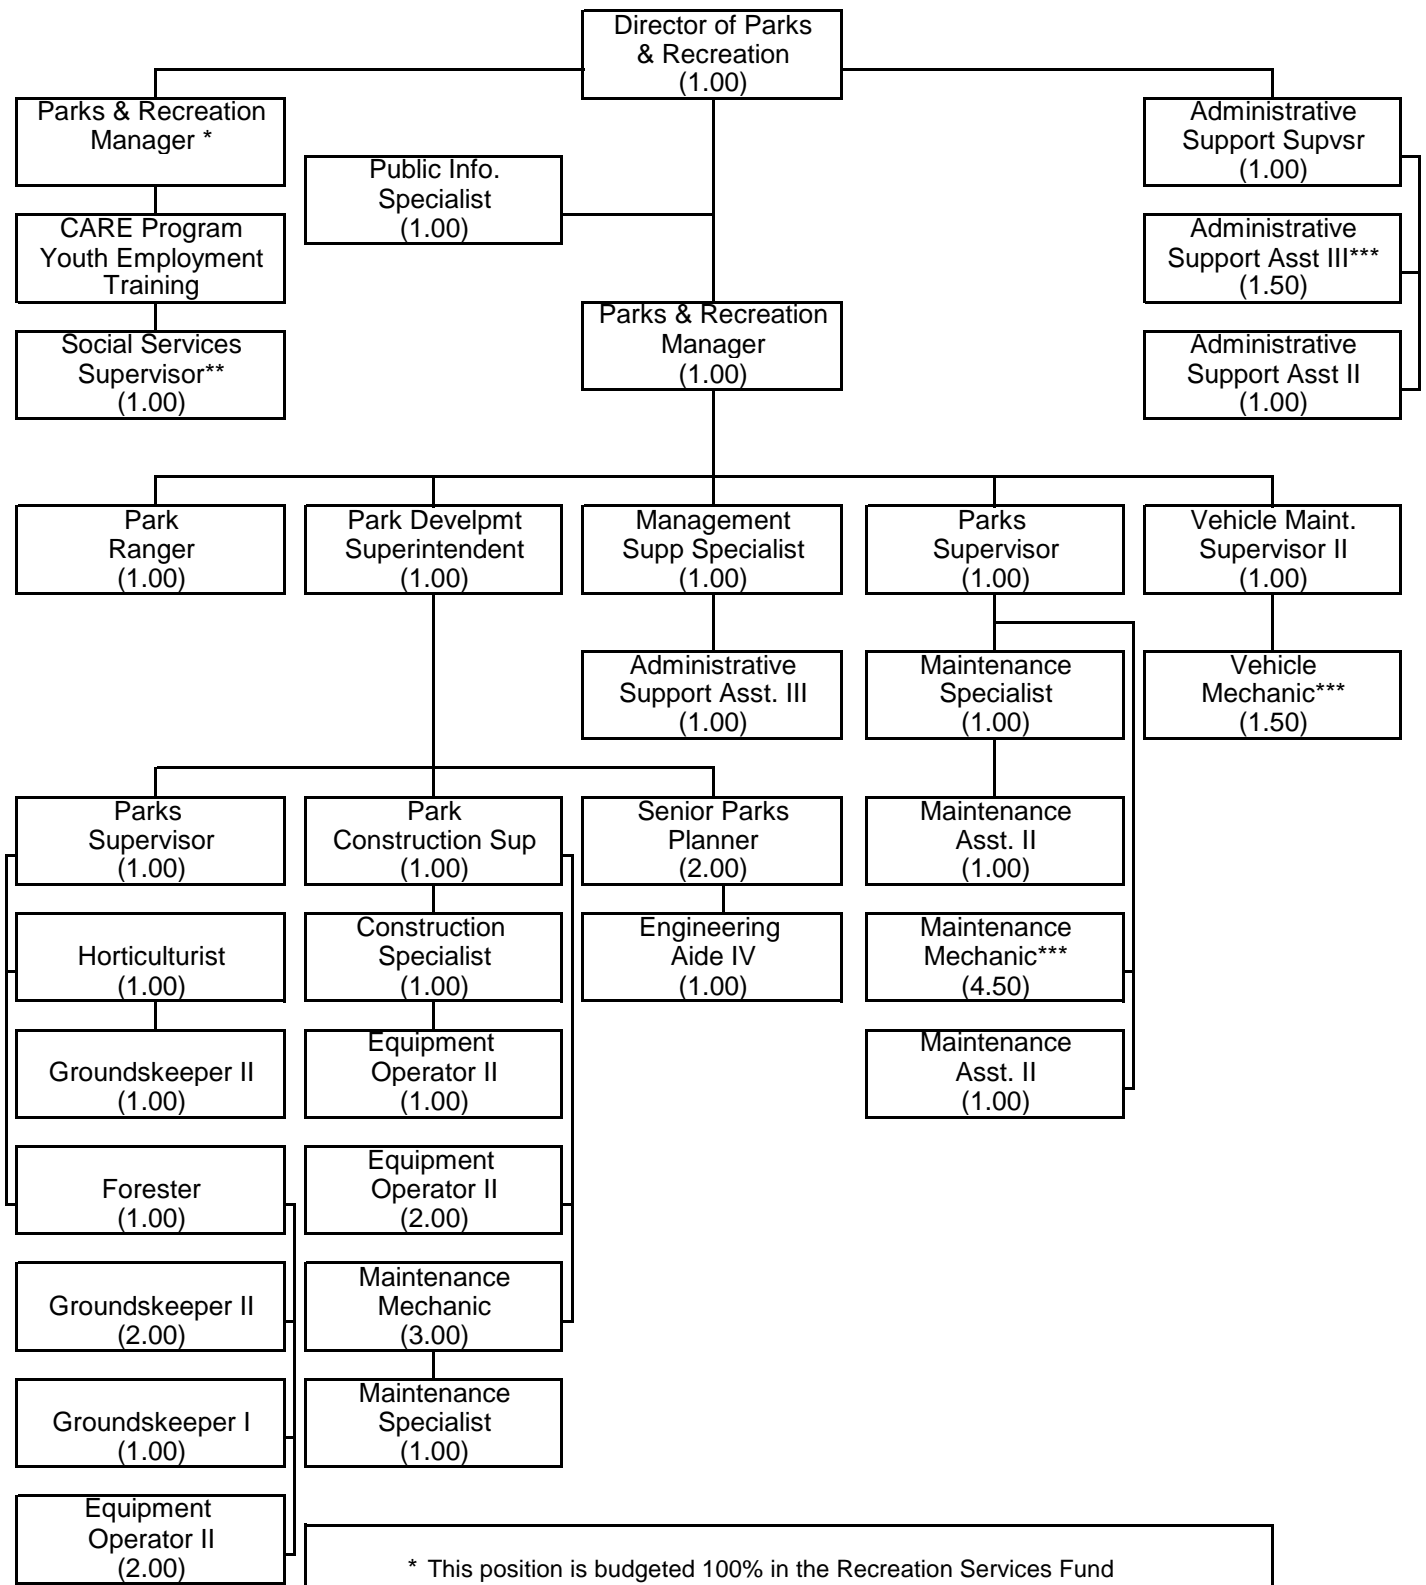 Director of Parks
& Recreation
(1.00)
Parks & Recreation
Manager *
Public Info.
Specialist
(1.00)
Administrative
Support Supvsr
(1.00)
CARE Program
Youth Employment
Training
Administrative
Support Asst III***
(1.50)
Parks & Recreation
Manager
(1.00)
Social Services
Supervisor**
(1.00)
Administrative
Support Asst II
(1.00)
Park
Ranger
(1.00)
Park Develpmt
Superintendent
(1.00)
Management
Supp Specialist
(1.00)
Parks
Supervisor
(1.00)
Vehicle Maint.
Supervisor II
(1.00)
Administrative
Support Asst. III
(1.00)
Maintenance
Specialist
(1.00)
Vehicle
Mechanic***
(1.50)
Parks
Supervisor
(1.00)
Park
Construction Sup
(1.00)
Senior Parks
Planner
(2.00)
Maintenance
Asst. II
(1.00)
Horticulturist
(1.00)
Construction
Specialist
(1.00)
Engineering
Aide IV
(1.00)
Maintenance
Mechanic***
(4.50)
Groundskeeper II
(1.00)
Equipment
Operator II
(1.00)
Maintenance
Asst. II
(1.00)
Forester
(1.00)
Equipment
Operator II
(2.00)
Groundskeeper II
(2.00)
Maintenance
Mechanic
(3.00)
Groundskeeper I
(1.00)
Maintenance
Specialist
(1.00)
Equipment
Operator II
(2.00)
* This position is budgeted 100% in the Recreation Services Fund